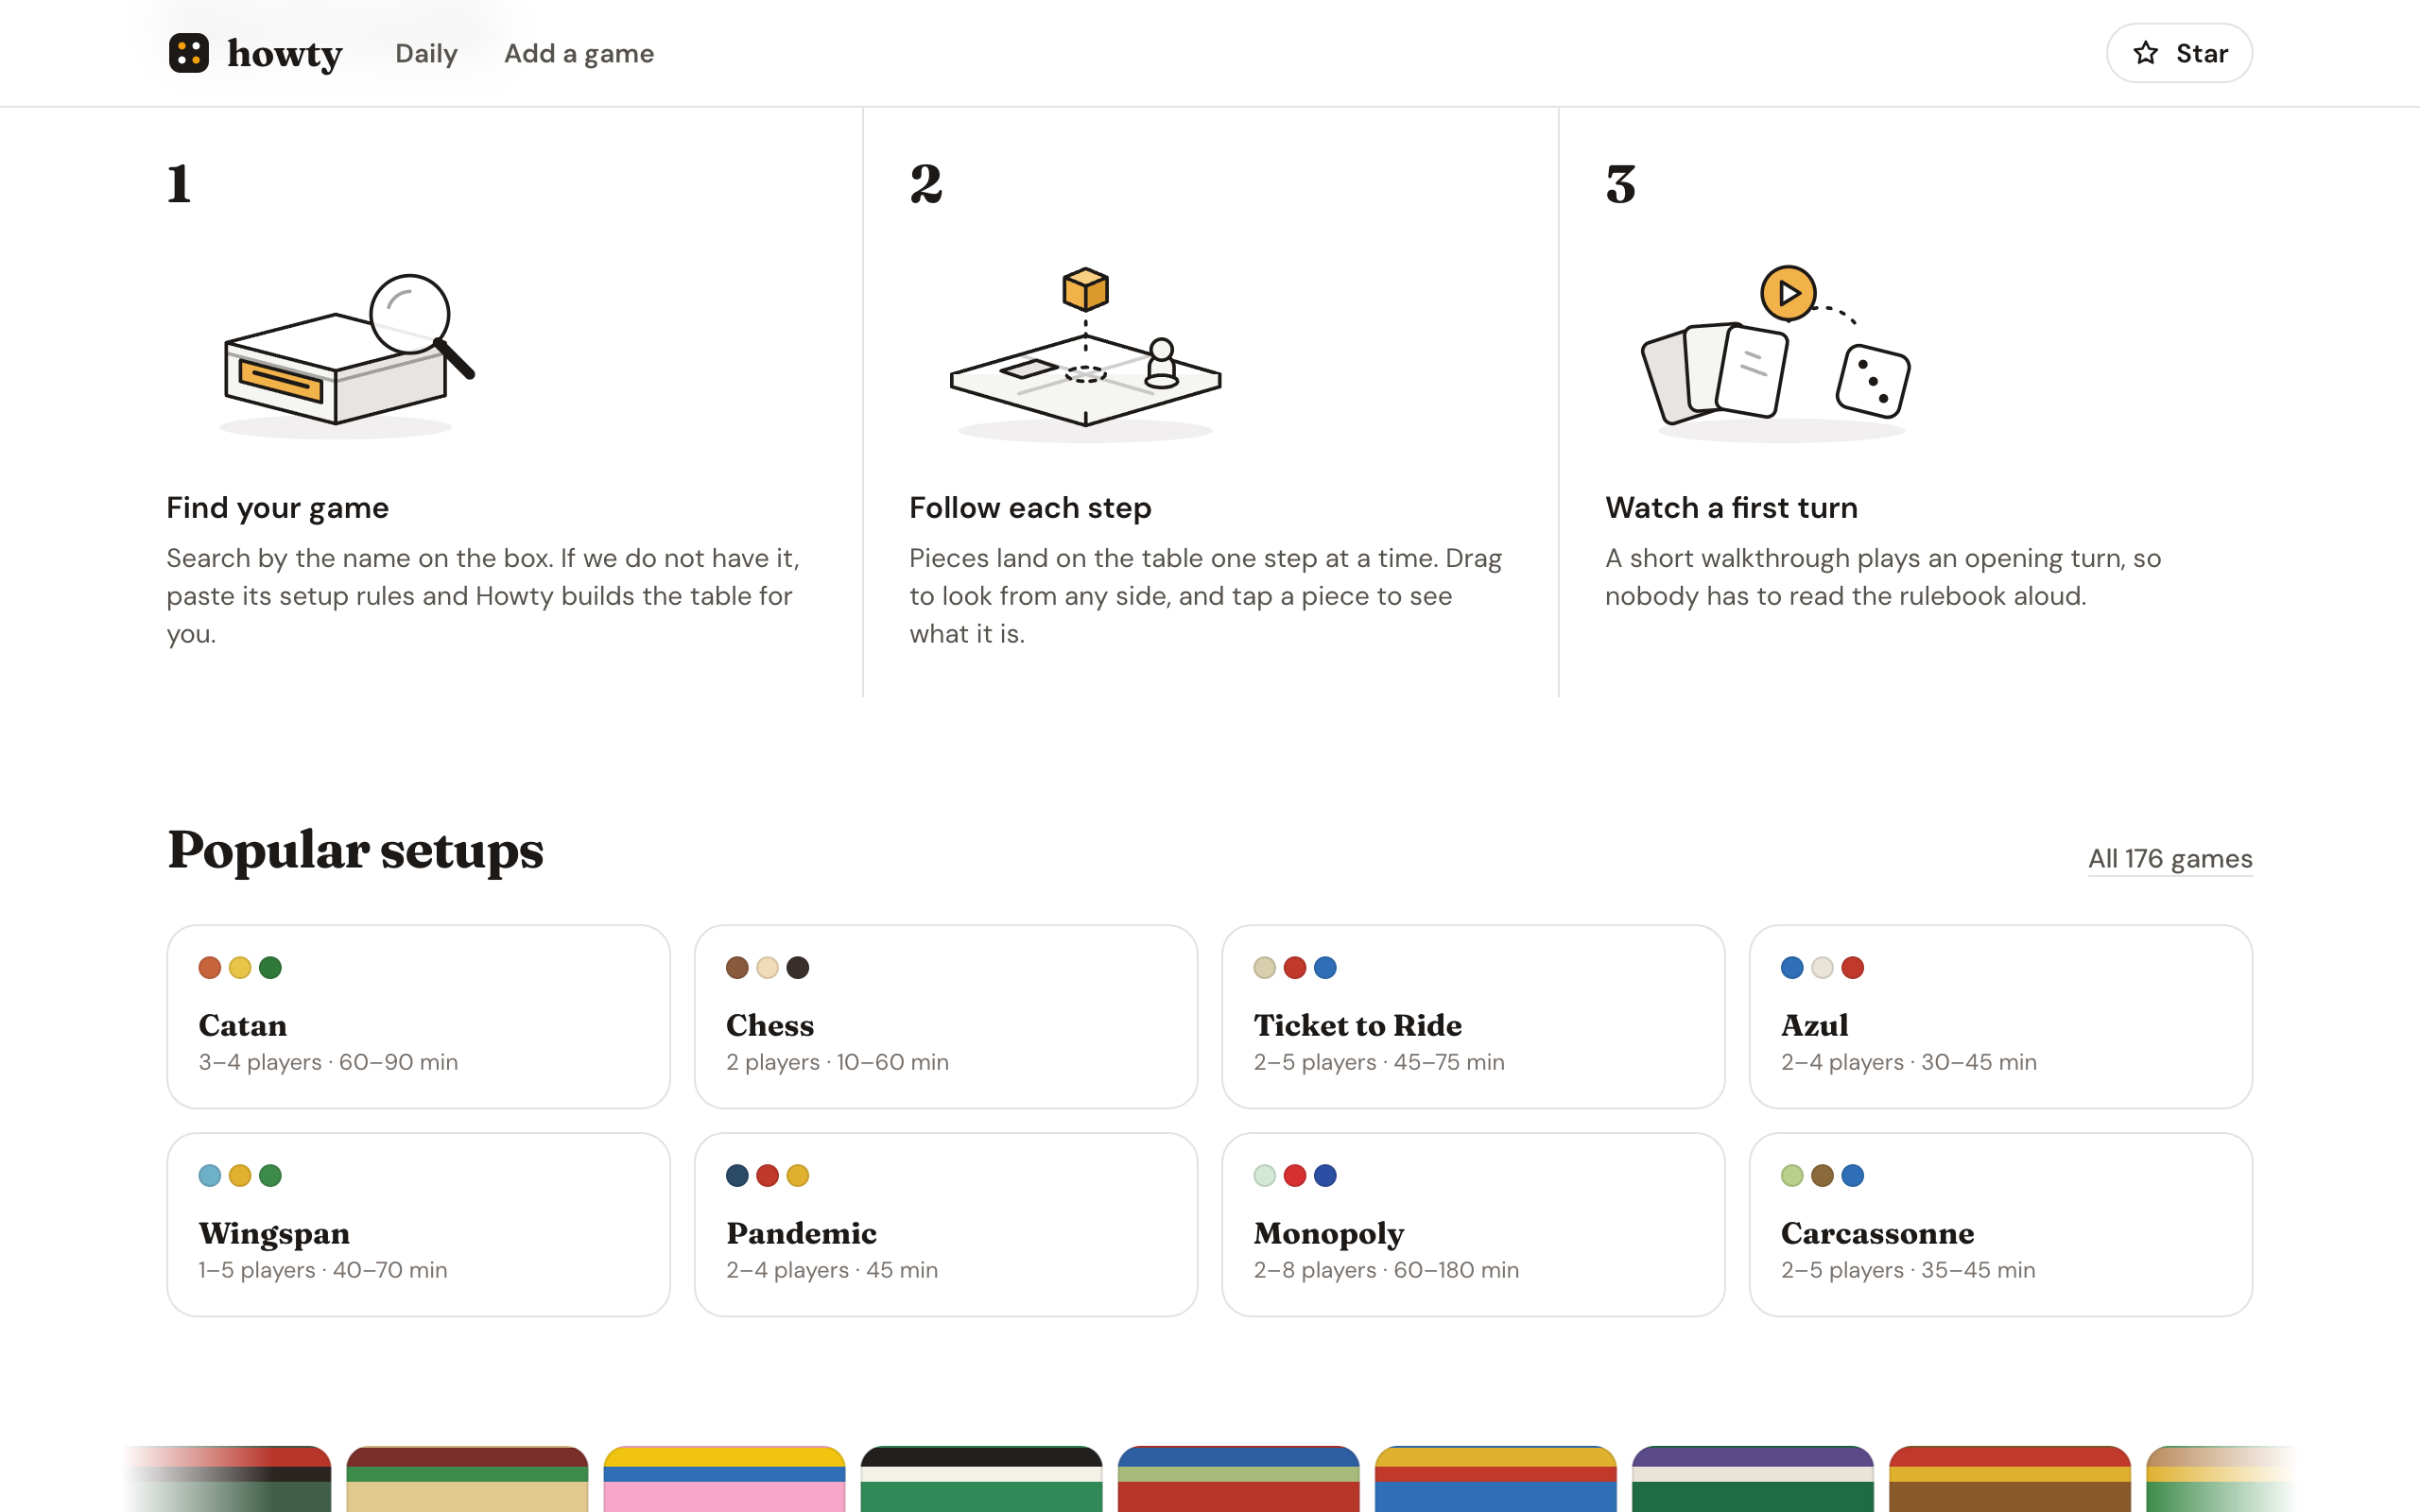 howty
Daily
Add a game
Star
1
2
3
Find your game
Search by the name on the box. If we do not have it,
paste its setup rules and Howty builds the table for
you.
Follow each step
Pieces land on the table one step at a time. Drag
to look from any side, and tap a piece to see
what it is.
Watch a first turn
A short walkthrough plays an opening turn, so
nobody has to read the rulebook aloud.
Popular setups
All 176 games
Catan
3–4 players · 60–90 min
Chess
2 players · 10–60 min
Ticket to Ride
2–5 players · 45–75 min
Azul
2–4 players · 30–45 min
Wingspan
1–5 players · 40–70 min
Pandemic
2–4 players · 45 min
Monopoly
2–8 players · 60–180 min
Carcassonne
2–5 players · 35–45 min